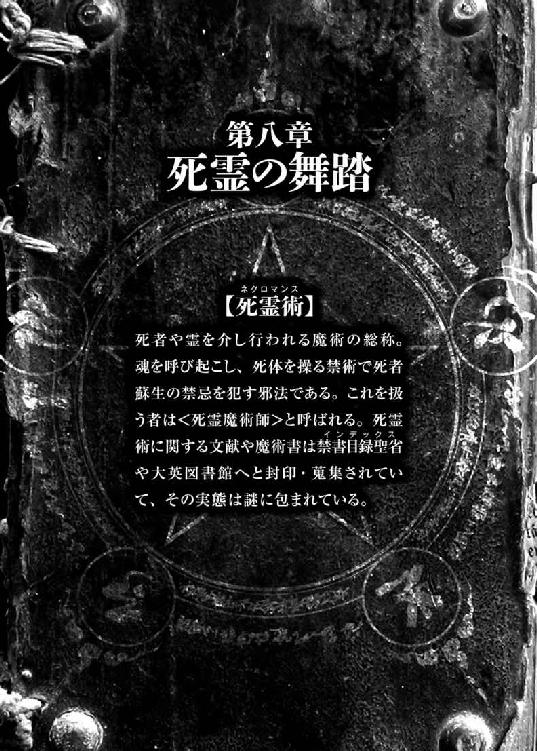 第八章
死霊の舞踏
ネクロマンス
【死霊術】
死者や霊を介し行われる魔術の総称。
魂を呼び起こし、死体を操る禁術で死者
蘇生の禁忌を犯す邪法である。これを扱
う者は<死霊魔術師>と呼ばれる。死霊
インデックス
術に関する文献や魔術書は禁書目録聖省
や大英図書館へと封印・蒐集されてい
て、その実態は謎に包まれている。